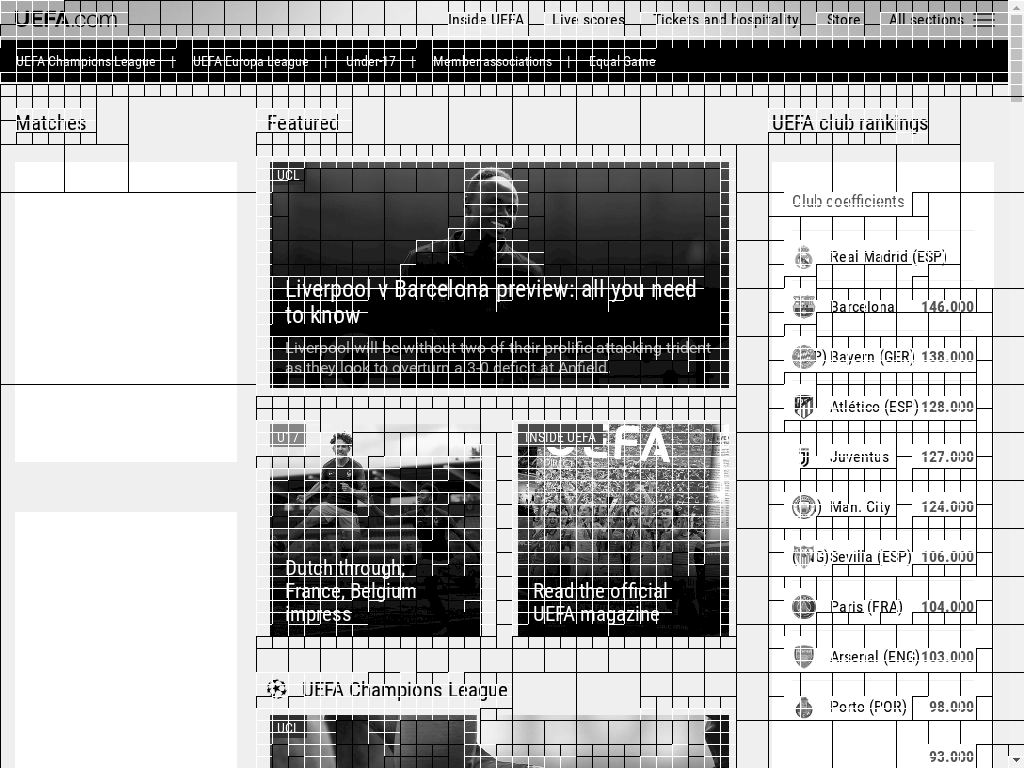 UEFA.com
Inside UEFA
Live scores
Tickets and hospitality
Store
All sections
UEFA Champions League | UEFA Europa League | Under-17 | Member associations | Equal Game
Matches
Featured
UCL
Liverpool v Barcelona preview: all you need
to know
Liverpool will be without two of their prolific attacking trident
as they look to overturn a 3-0 deficit at Anfield.
U17
Dutch through,
France, Belgium
impress
INSIDE UEFA
UEFA
Read the official
UEFA magazine
UEFA Champions League
UCL
UEFA club rankings
Club coefficients
Real Madrid (ESP)
Barcelona 146.000
Bayern (GER) 138.000
Atlético (ESP) 128.000
Juventus 127.000
Man. City 124.000
Sevilla (ESP) 106.000
Paris (FRA) 104.000
Arsenal (ENG) 103.000
Porto (POR) 98.000
93.000